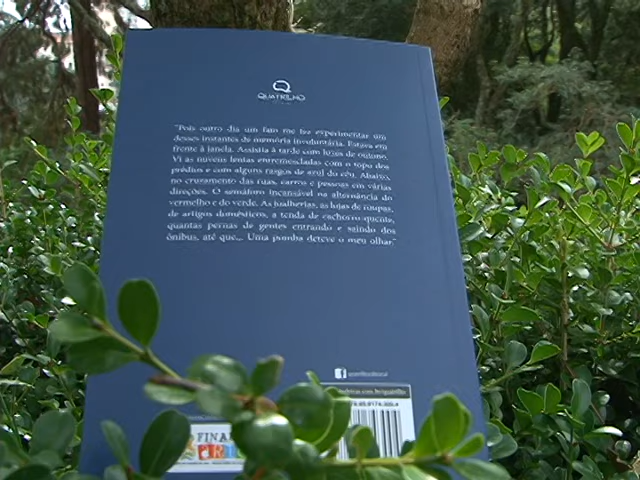 QUATRILHO
"Pois outro dia um fato me fez experimentar um
desses instantes de memória involuntária. Estava em
frente à janela. Assistia à tarde com luzes de outono.
Vi as nuvens lentas entremescladas com o topo dos
prédios e com alguns rasgos de azul do céu. Abaixo,
no cruzamento das ruas, carros e pessoas em várias
direções. O semáforo incansável na alternância do
vermelho e do verde. As joalherias, as lojas de roupas,
de artigos domésticos, a tenda de cachorro-quente,
quantas pernas de gentes entrando e saindo dos
ônibus, até que... Uma pomba deteve o meu olhar."
FINA